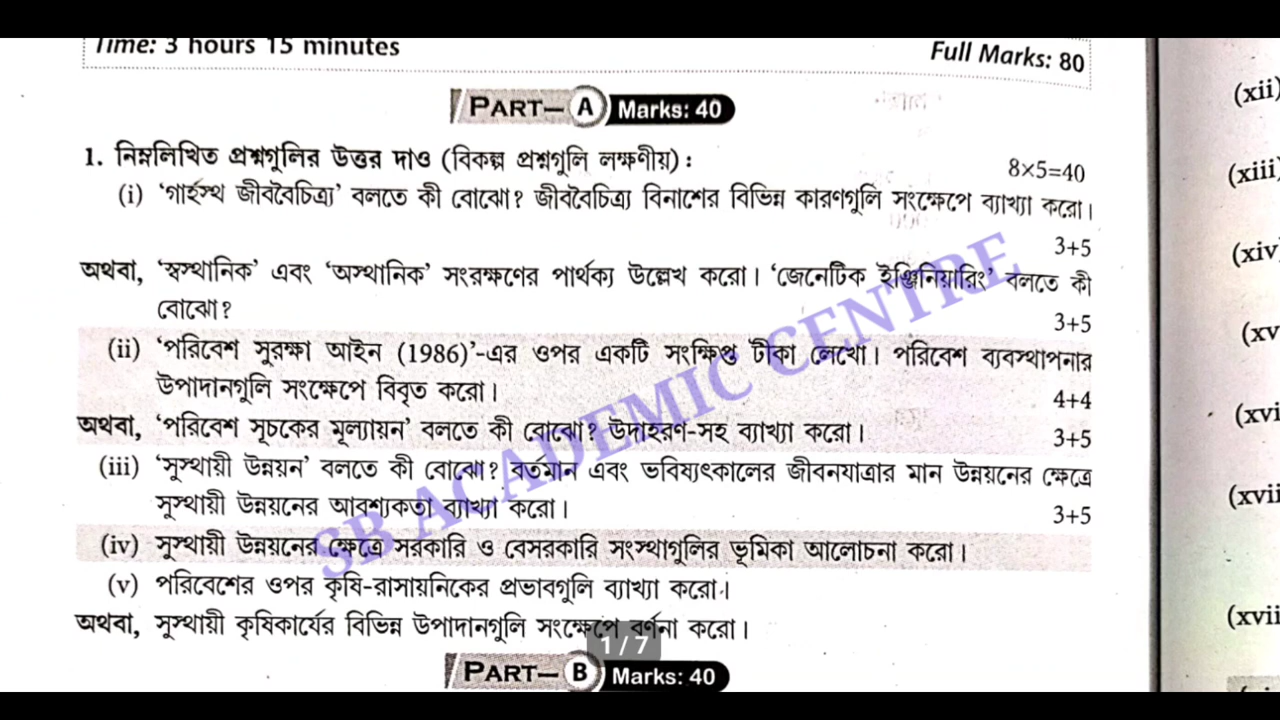 Time: 3 hours 15 minutes
Full Marks: 80
PART– A Marks: 40
1. নিম্নলিখিত প্রশ্নগুলির উত্তর দাও (বিকল্প প্রশ্নগুলি লক্ষণীয়) :
8×5=40
(i) ‘গার্হস্থ জীববৈচিত্র্য’ বলতে কী বোঝো? জীববৈচিত্র্য বিনাশের বিভিন্ন কারণগুলি সংক্ষেপে ব্যাখ্যা করো।
3+5
অথবা, ‘স্বস্থানিক’ এবং ‘অস্থানিক’ সংরক্ষণের পার্থক্য উল্লেখ করো। ‘জেনেটিক ইঞ্জিনিয়ারিং’ বলতে কী
বোঝো?
3+5
(ii) ‘পরিবেশ সুরক্ষা আইন (1986)’-এর ওপর একটি সংক্ষিপ্ত টীকা লেখো। পরিবেশ ব্যবস্থাপনার
উপাদানগুলি সংক্ষেপে বিবৃত করো।
4+4
অথবা, ‘পরিবেশ সূচকের মূল্যায়ন’ বলতে কী বোঝো? উদাহরণ-সহ ব্যাখ্যা করো।
3+5
(iii) ‘সুস্থায়ী উন্নয়ন’ বলতে কী বোঝো? বর্তমান এবং ভবিষ্যৎকালের জীবনযাত্রার মান উন্নয়নের ক্ষেত্রে
সুস্থায়ী উন্নয়নের আবশ্যকতা ব্যাখ্যা করো।
3+5
(iv) সুস্থায়ী উন্নয়নের ক্ষেত্রে সরকারি ও বেসরকারি সংস্থাগুলির ভূমিকা আলোচনা করো।
(v) পরিবেশের ওপর কৃষি-রাসায়নিকের প্রভাবগুলি ব্যাখ্যা করো।
অথবা, সুস্থায়ী কৃষিকার্যের বিভিন্ন উপাদানগুলি সংক্ষেপে বর্ণনা করো।
1 / 7
PART– B Marks: 40
SB ACADEMIC CENTRE
(xii)
(xiii)
(xiv
(xv
(xvi
(xvii
(xvii